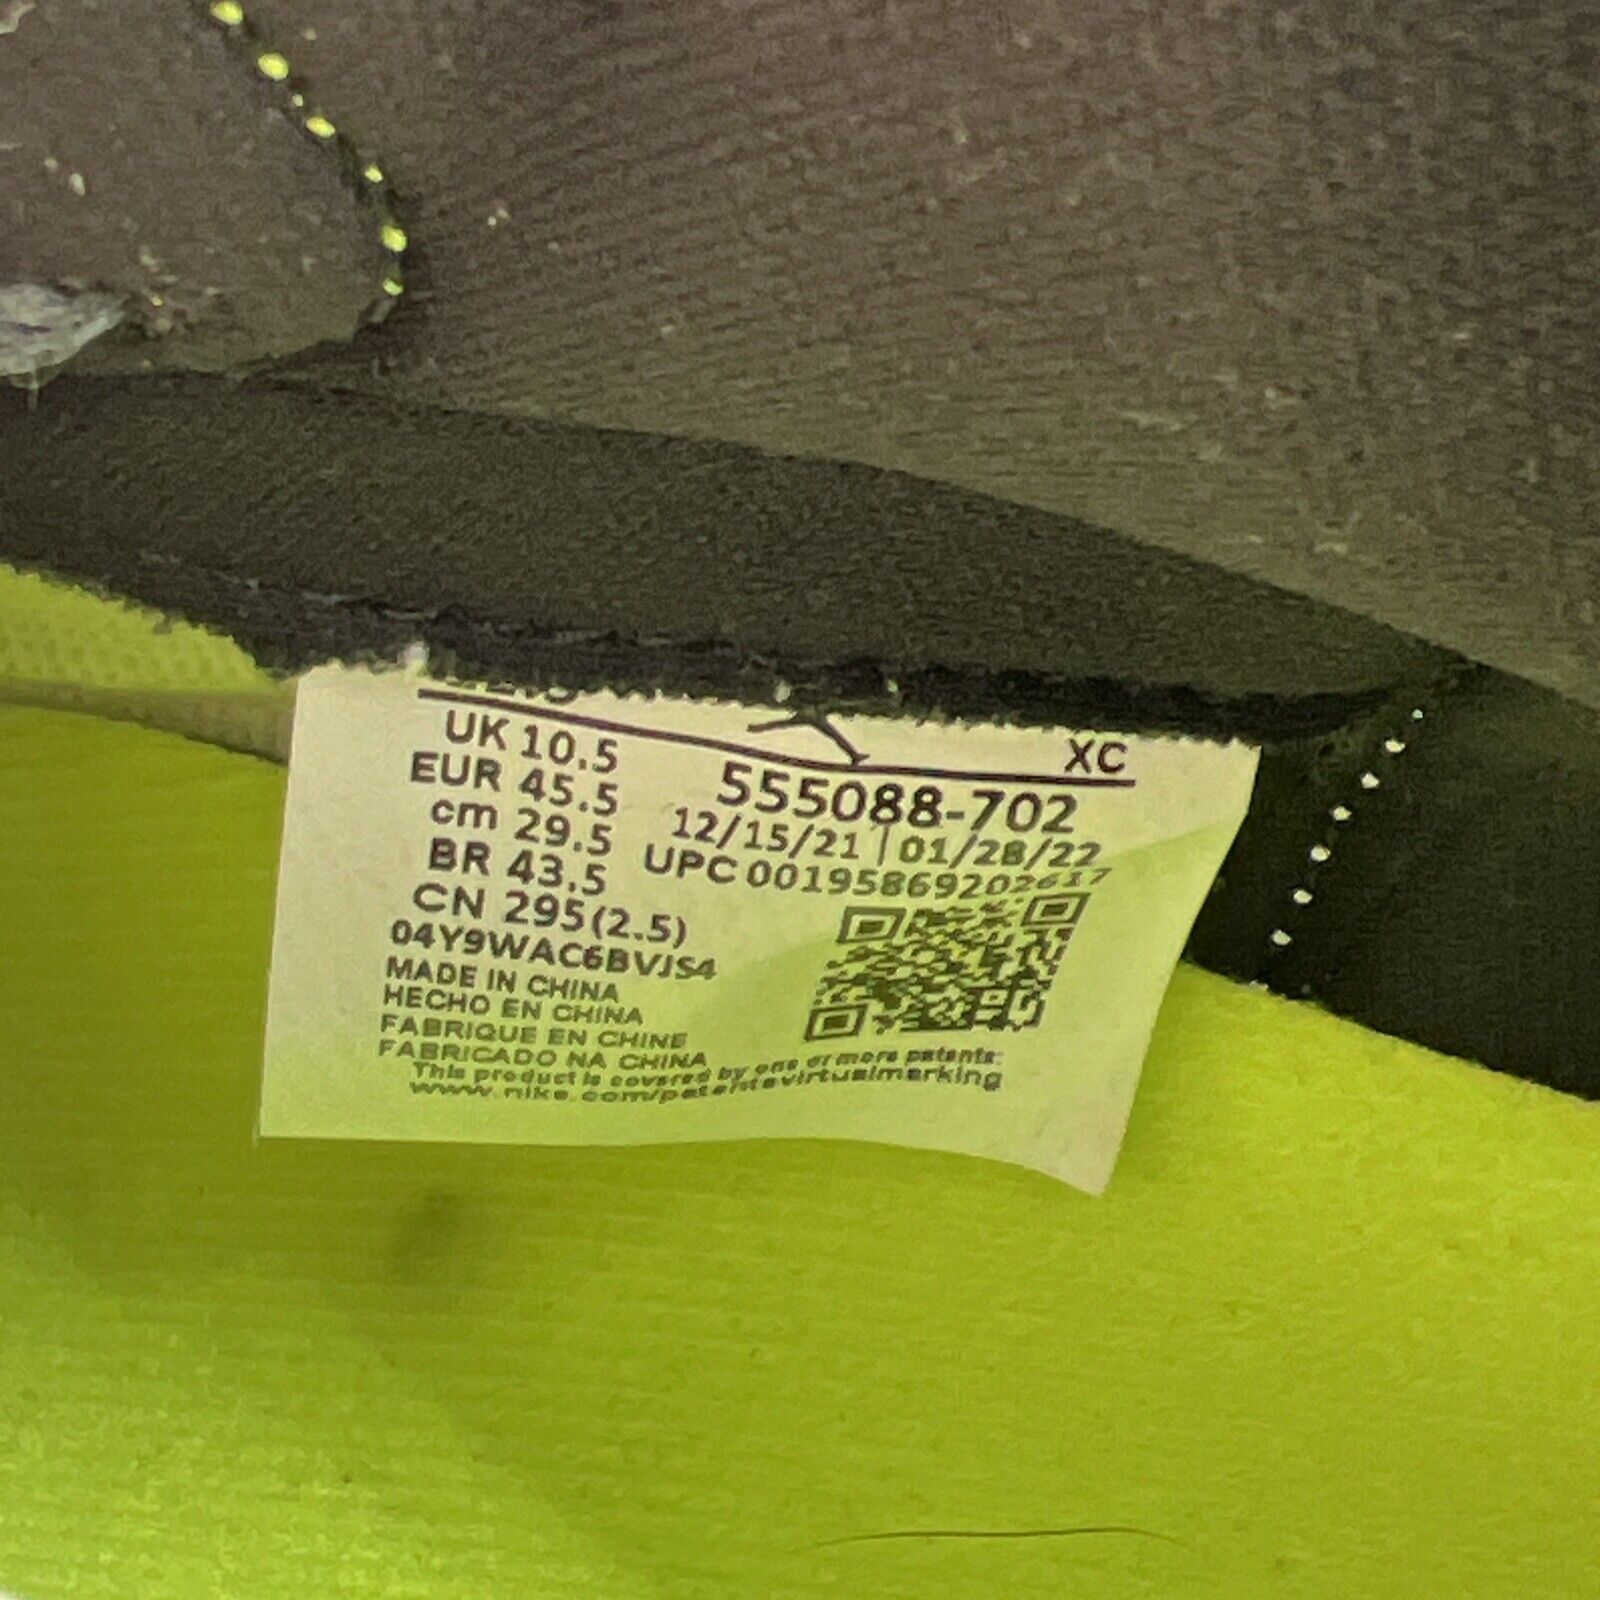 XC
UK 10.5
EUR 45.5
cm 29.5
BR 43.5
CN 295(2.5)
555088-702
12/15/21 | 01/28/22
UPC 00195869202617
04Y9WAC6BVJS4
MADE IN CHINA
HECHO EN CHINA
FABRIQUE EN CHINE
FABRICADO NA CHINA
This product is covered by one or more patents:
www.nike.com/patentsvirtualmarking